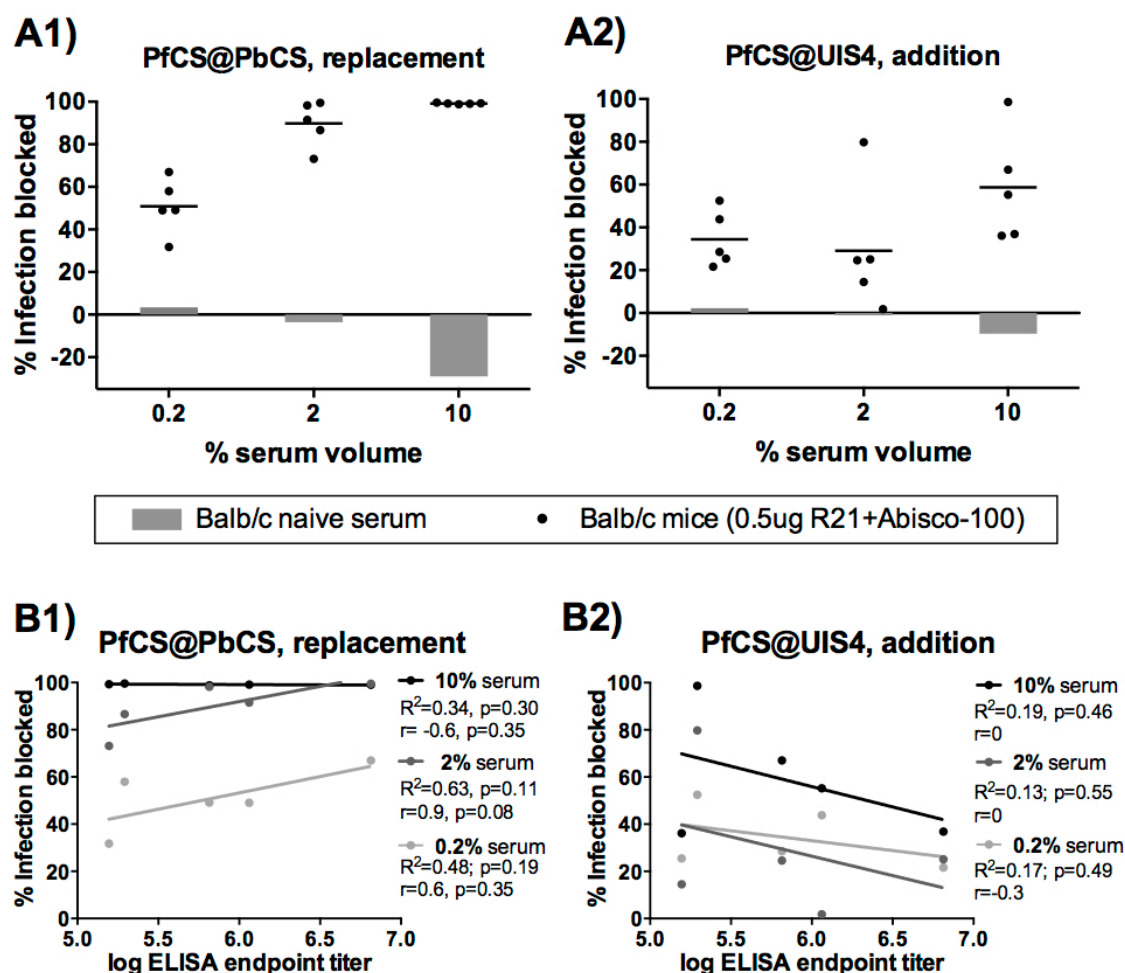 A1)
PfCS@PbCS, replacement
% Infection blocked
100
80
60
40
20
0
-20
0.2
2
10
% serum volume
A2)
PfCS@UIS4, addition
% Infection blocked
100
80
60
40
20
0
-20
0.2
2
10
% serum volume
Balb/c naive serum
Balb/c mice (0.5ug R21+Abisco-100)
B1)
PfCS@PbCS, replacement
% Infection blocked
100
80
60
40
20
0
5.0
5.5
6.0
6.5
7.0
log ELISA endpoint titer
10% serum
R²=0.34, p=0.30
r= -0.6, p=0.35
2% serum
R²=0.63, p=0.11
r=0.9, p=0.08
0.2% serum
R²=0.48; p=0.19
r=0.6, p=0.35
B2)
PfCS@UIS4, addition
% Infection blocked
100
80
60
40
20
0
5.0
5.5
6.0
6.5
7.0
log ELISA endpoint titer
10% serum
R²=0.19, p=0.46
r=0
2% serum
R²=0.13; p=0.55
r=0
0.2% serum
R²=0.17; p=0.49
r=-0.3